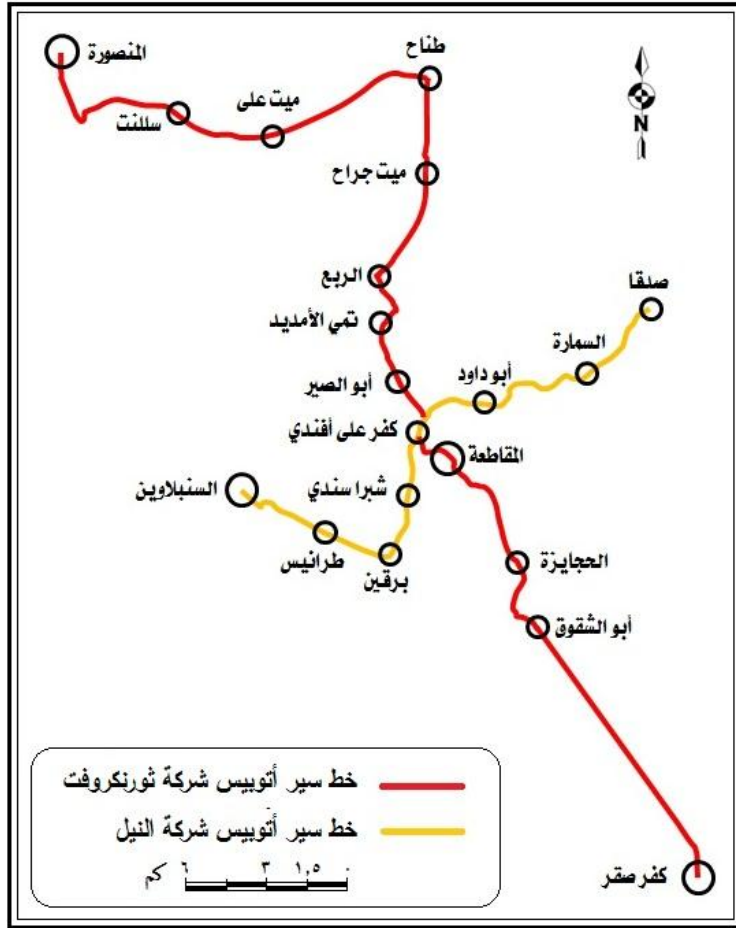 طناح
المنصورة
ميت على
سللنت
ميت جراح
الربع
صدقا
تمي الأمديد
السمارة
أبو الصير
أبو داود
كفر على أفندي
المقاطعة
السنبلاوين
شبرا سندي
طرانيس
برقين
الحجايزة
أبو الشقوق
كفر صقر
N
خط سير أتوبيس شركة ثورنكروفت
خط سير أتوبيس شركة النيل
٠ ١,٥ ٣ ٦ كم